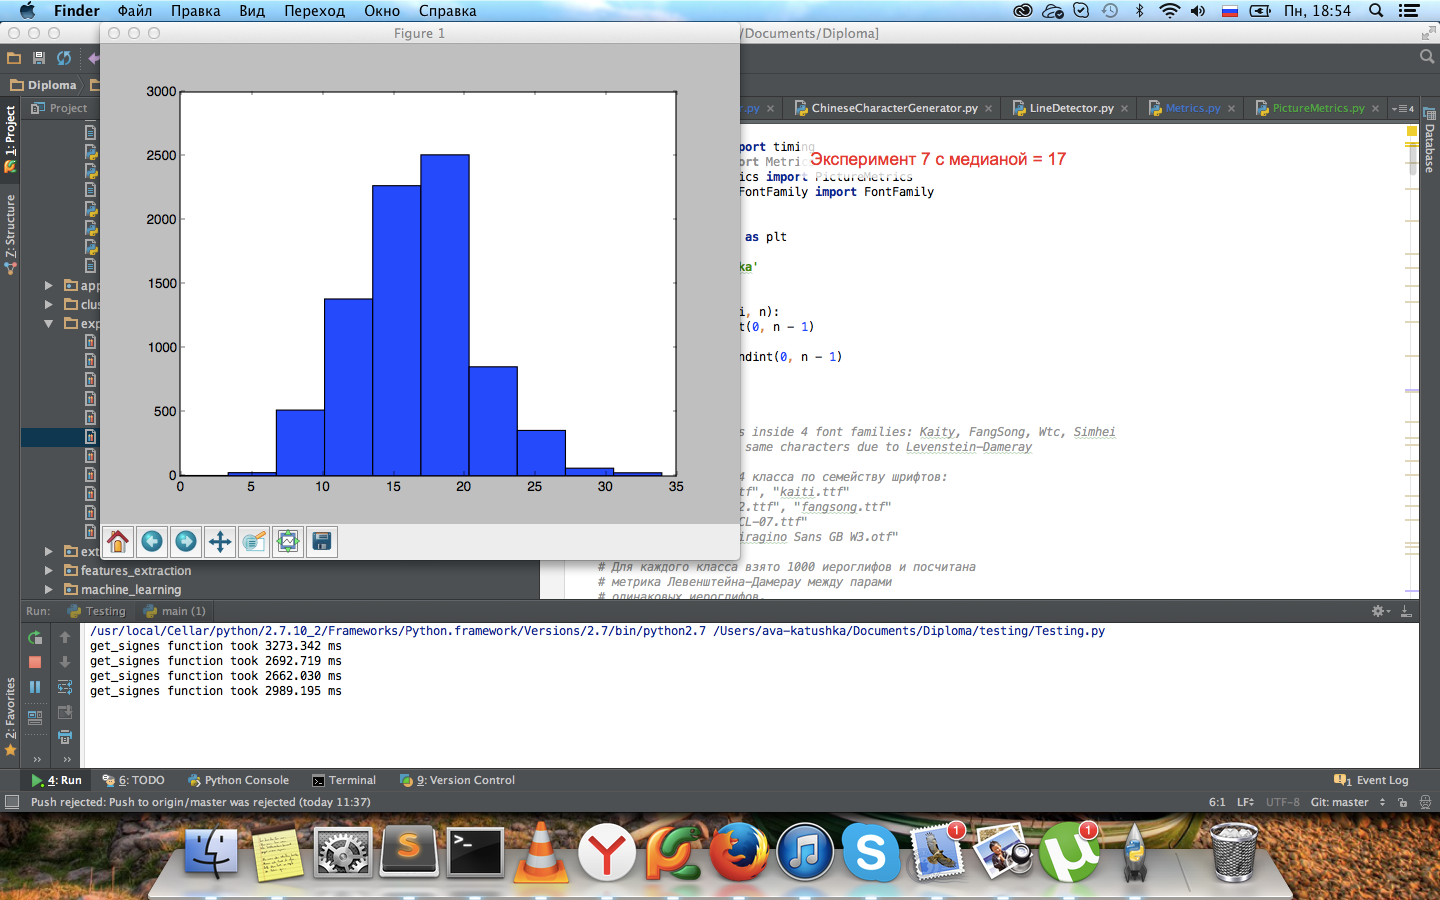 Finder Файл Правка Вид Переход Окно Справка Пн, 18:54
Figure 1
/Documents/Diploma]
Diploma
Project
ChineseCharacterGenerator.py
LineDetector.py
Metrics.py
PictureMetrics.py
4
1: Project
Z: Structure
2: Favorites
Database
3000
2500
2000
1500
1000
500
0
0 5 10 15 20 25 30 35
Эксперимент 7 с медианой = 17
port timing
ort Metri
ics import PictureMetrics
FontFamily import FontFamily
as plt
ka'
i, n):
t(0, n - 1)
ndint(0, n - 1)
s inside 4 font families: Kaity, FangSong, Wtc, Simhei
same characters due to Levenstein-Dameray
4 класса по семейству шрифтов:
tf", "kaiti.ttf"
2.ttf", "fangsong.ttf"
CL-07.ttf"
iragino Sans GB W3.otf"
# Для каждого класса взято 1000 иероглифов и посчитана
# метрика Левенштейна-Дамерау между парами
# одинаковых иероглифов.
app
clus
exp
ext
features_extraction
machine_learning
Run: Testing main (1)
/usr/local/Cellar/python/2.7.10_2/Frameworks/Python.framework/Versions/2.7/bin/python2.7 /Users/ava-katushka/Documents/Diploma/testing/Testing.py
get_signes function took 3273.342 ms
get_signes function took 2692.719 ms
get_signes function took 2662.030 ms
get_signes function took 2989.195 ms
4: Run 6: TODO Python Console Terminal 9: Version Control 1 Event Log
Push rejected: Push to origin/master was rejected (today 11:37) 6:1 LF UTF-8 Git: master
1
1